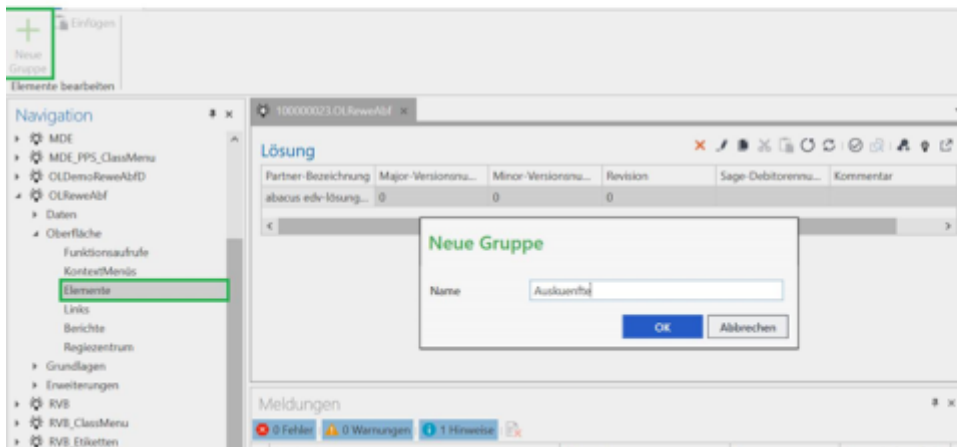 Einfügen
Neue
Gruppe
Elemente bearbeiten
Navigation
MDE
MDE_PPS_ClassMenu
OLDemoReweAbfD
OLReweAbf
Daten
Oberfläche
Funktionsaufrufe
KontextMenüs
Elemente
Links
Berichte
Regiezentrum
Grundlagen
Erweiterungen
RVB
RVB_ClassMenu
RVB Etiketten
100000023.OLReweAbf
Lösung
Partner-Bezeichnung Major-Versionsnu... Minor-Versionsnu... Revision Sage-Debitorennu... Kommentar
abacus edv-lösung... 0 0 0
Neue Gruppe
Name Auskuenfte
OK Abbrechen
Meldungen
0 Fehler 0 Warnungen 1 Hinweise